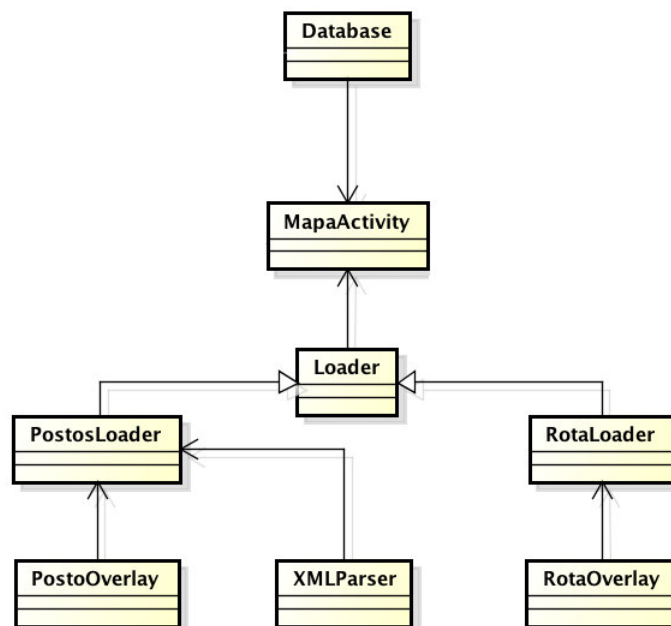 Database
MapaActivity
Loader
PostosLoader
RotaLoader
PostoOverlay
XMLParser
RotaOverlay